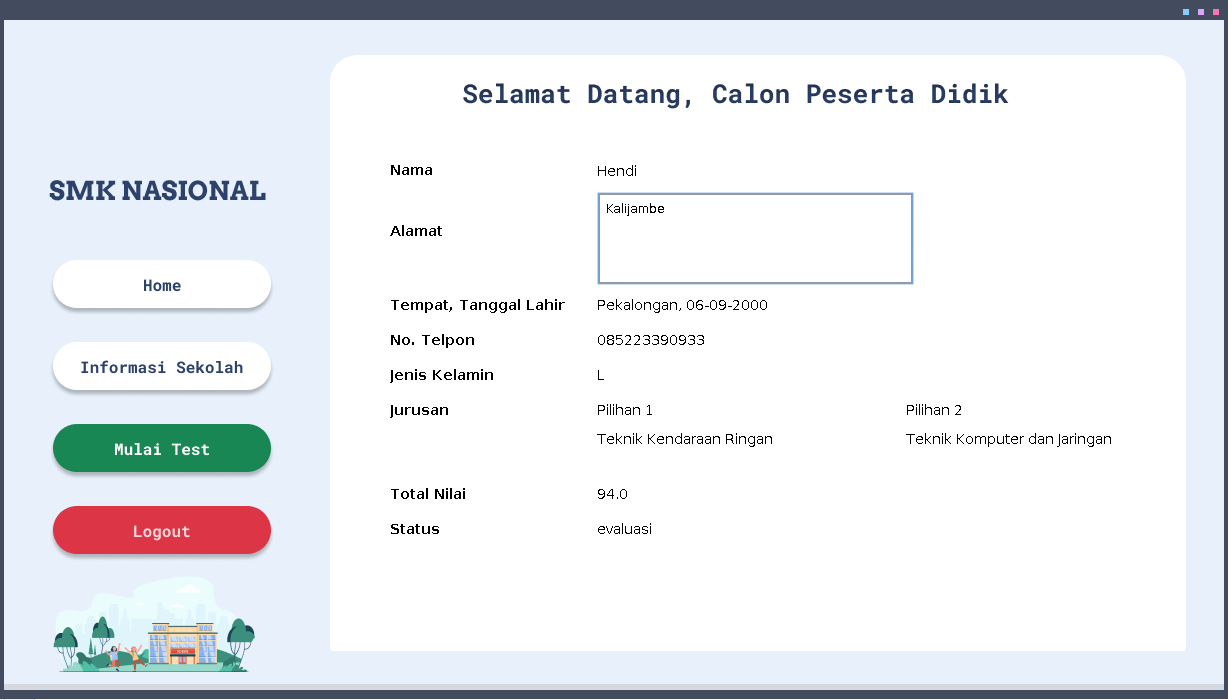 Selamat Datang, Calon Peserta Didik
SMK NASIONAL
Home
Informasi Sekolah
Mulai Test
Logout
Nama Hendi
Alamat Kalijambe
Tempat, Tanggal Lahir Pekalongan, 06-09-2000
No. Telpon 085223390933
Jenis Kelamin L
Jurusan Pilihan 1 Pilihan 2
Teknik Kendaraan Ringan Teknik Komputer dan Jaringan
Total Nilai 94.0
Status evaluasi